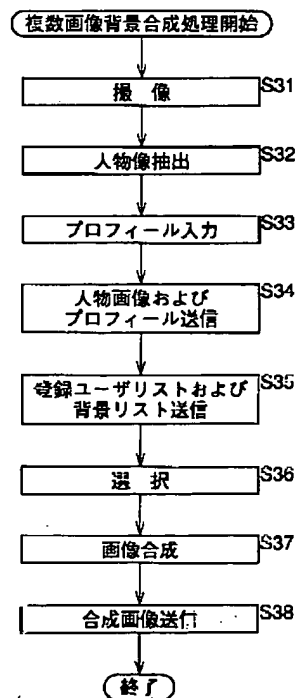 複数画像背景合成処理開始
撮 像
S31
人物像抽出
S32
プロフィール入力
S33
人物画像および
プロフィール送信
S34
登録ユーザリストおよび
背景リスト送信
S35
選 択
S36
画像合成
S37
合成画像送付
S38
終了